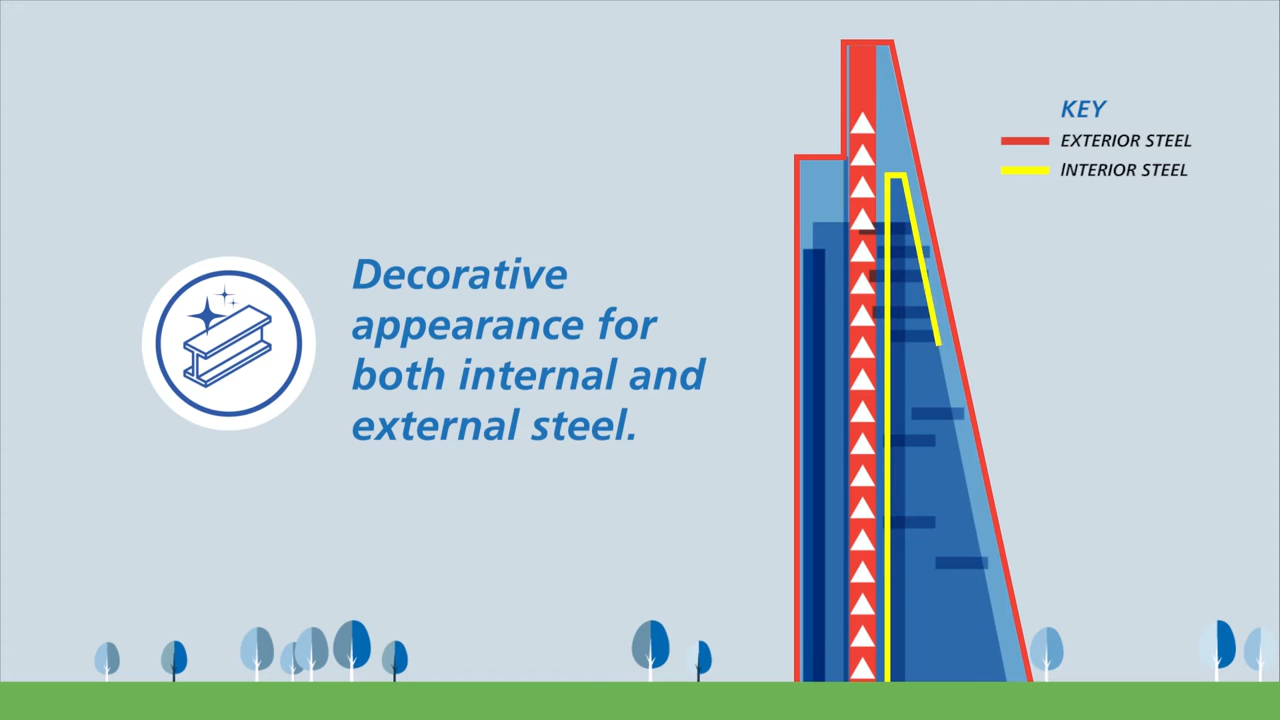 KEY
EXTERIOR STEEL
INTERIOR STEEL
Decorative
appearance for
both internal and
external steel.